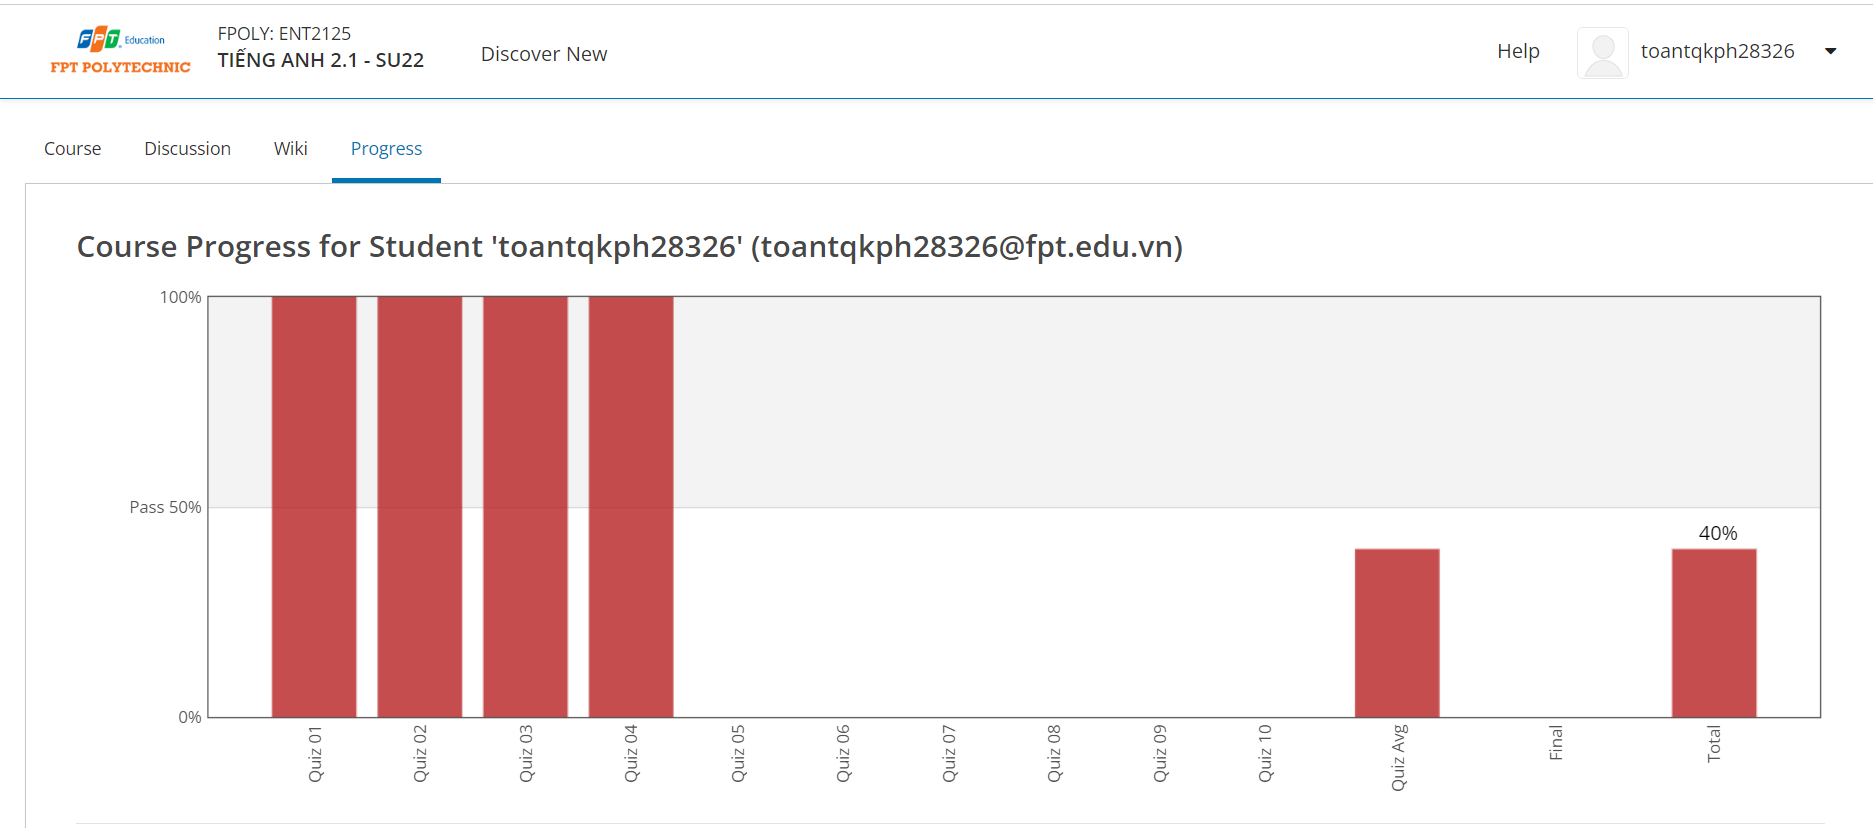 FPT Education
FPT POLYTECHNIC
FPOLY: ENT2125
TIẾNG ANH 2.1 - SU22
Discover New
Help
toantqkph28326
Course
Discussion
Wiki
Progress
Course Progress for Student 'toantqkph28326' (toantqkph28326@fpt.edu.vn)
100%
Pass 50%
0%
40%
Quiz 01
Quiz 02
Quiz 03
Quiz 04
Quiz 05
Quiz 06
Quiz 07
Quiz 08
Quiz 09
Quiz 10
Quiz Avg
Final
Total